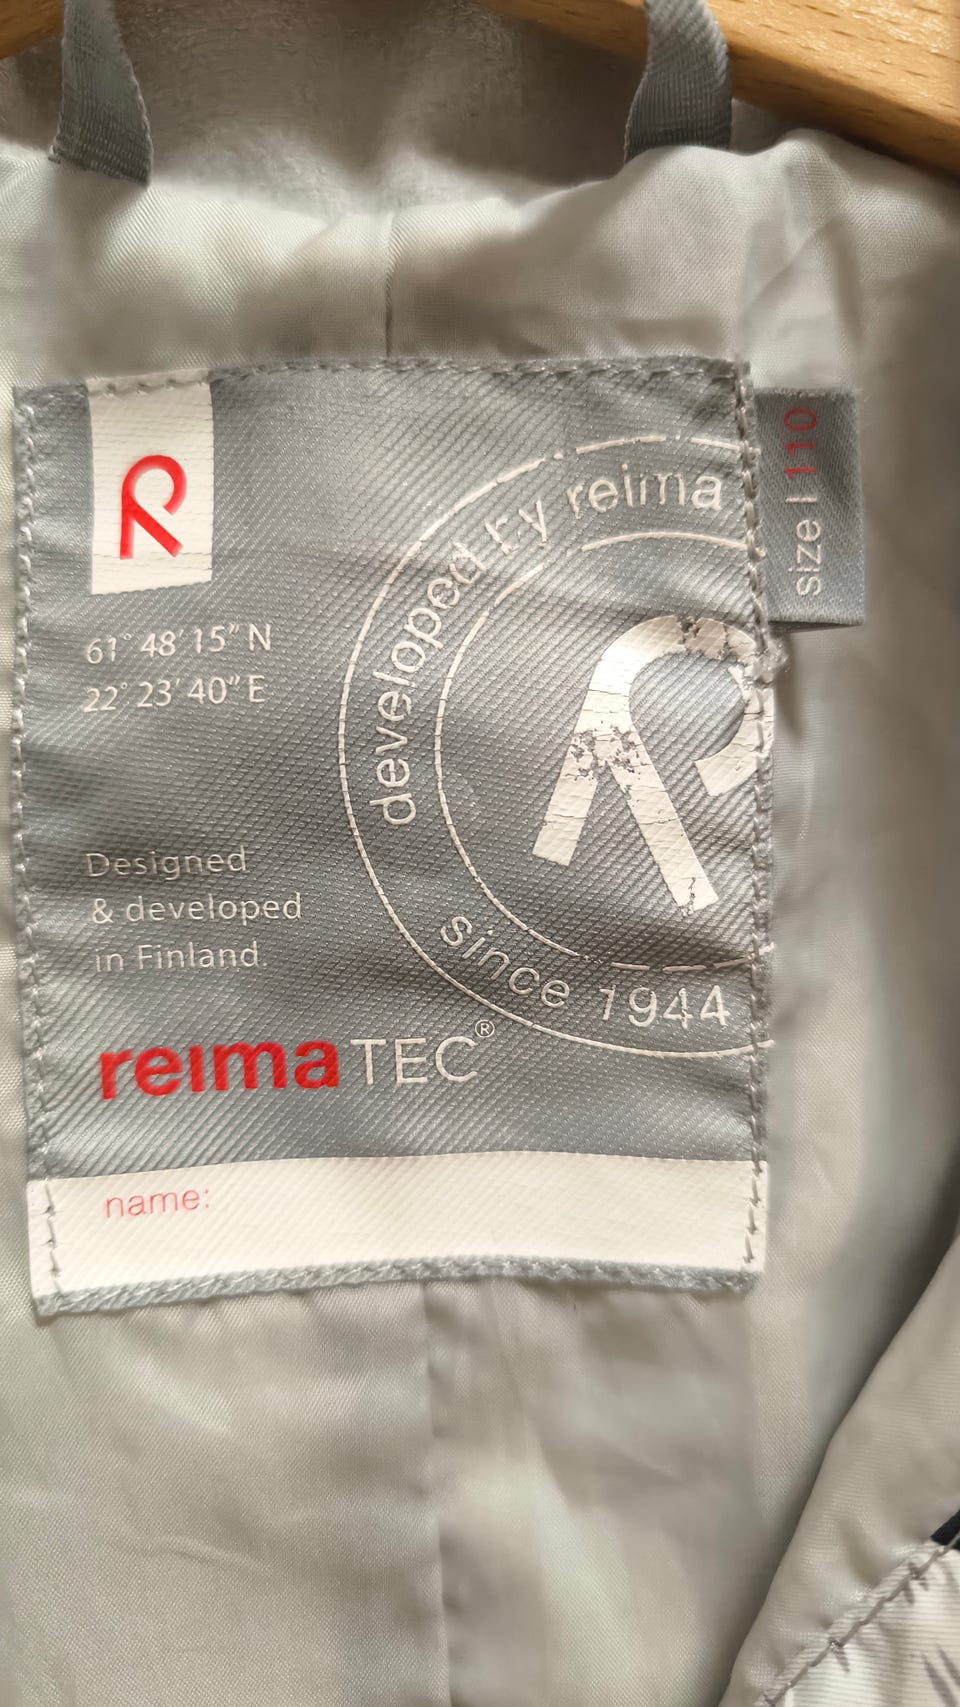 size | 110
developed by reima
61° 48' 15" N
22° 23' 40" E
Designed
& developed
in Finland.
since 1944
reima TEC®
name: